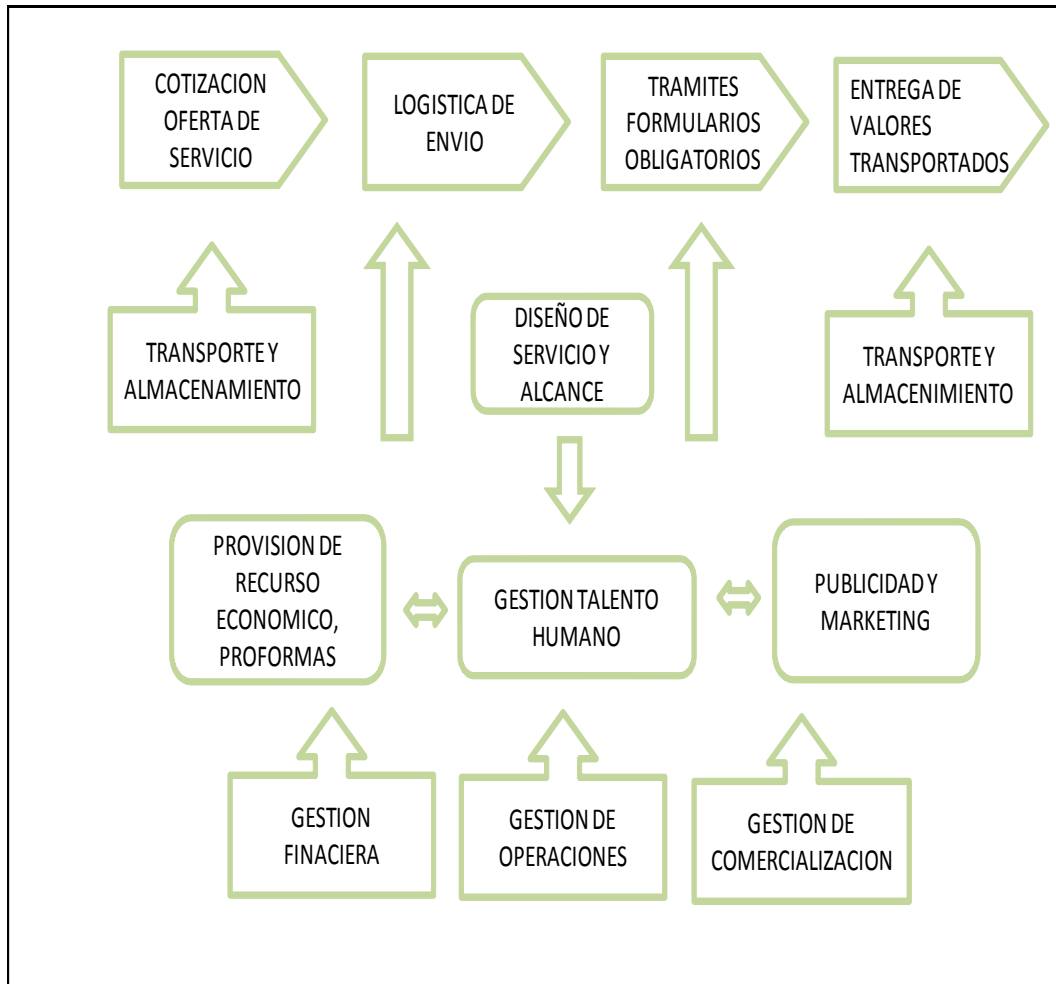 COTIZACION
OFERTA DE
SERVICIO
LOGISTICA DE
ENVIO
TRAMITES
FORMULARIOS
OBLIGATORIOS
ENTREGA DE
VALORES
TRANSPORTADOS
TRANSPORTE Y
ALMACENAMIENTO
DISEÑO DE
SERVICIO Y
ALCANCE
TRANSPORTE Y
ALMACENIMIENTO
PROVISION DE
RECURSO
ECONOMICO,
PROFORMAS
GESTION TALENTO
HUMANO
PUBLICIDAD Y
MARKETING
GESTION
FINACIERA
GESTION DE
OPERACIONES
GESTION DE
COMERCIALIZACION